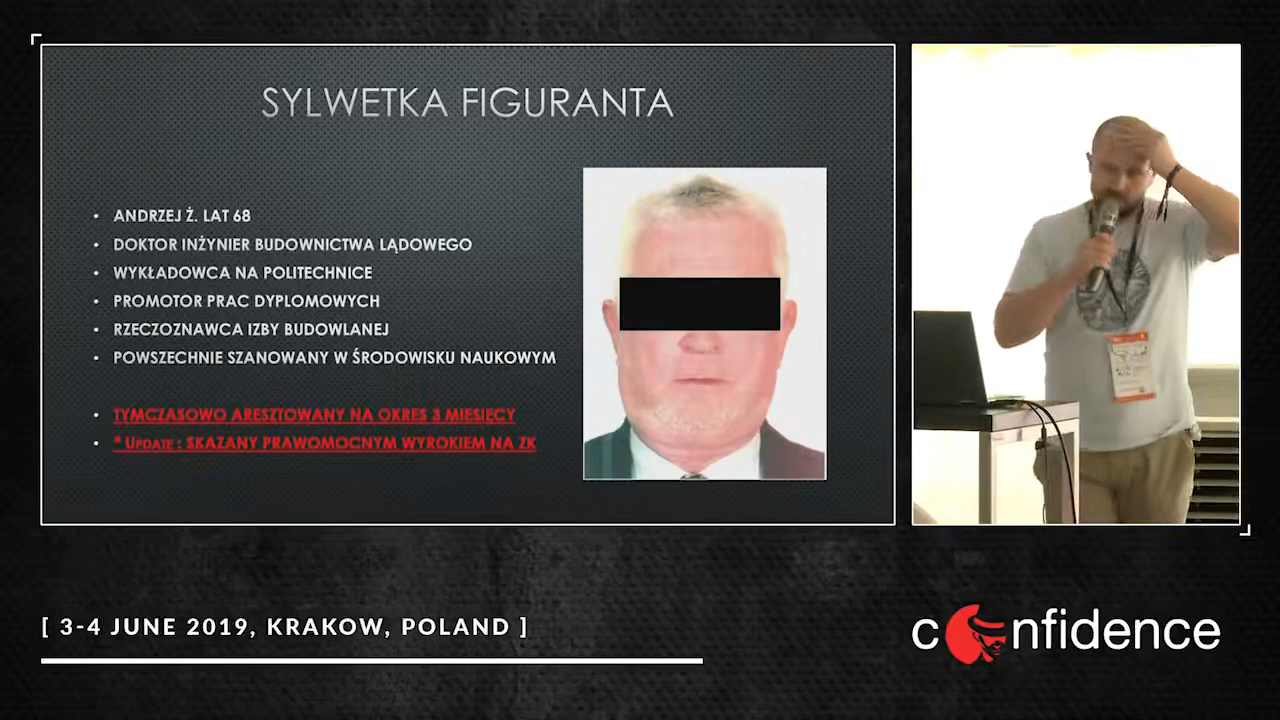 SYLWETKA FIGURANTA
• ANDRZEJ Ż. LAT 68
• DOKTOR INŻYNIER BUDOWNICTWA LĄDOWEGO
• WYKŁADOWCA NA POLITECHNICE
• PROMOTOR PRAC DYPLOMOWYCH
• RZECZOZNAWCA IZBY BUDOWLANEJ
• POWSZECHNIE SZANOWANY W ŚRODOWISKU NAUKOWYM
• TYMCZASOWO ARESZTOWANY NA OKRES 3 MIESIĘCY
• * UPDATE : SKAZANY PRAWOMOCNYM WYROKIEM NA ZK
[ 3-4 JUNE 2019, KRAKOW, POLAND ]
confidence